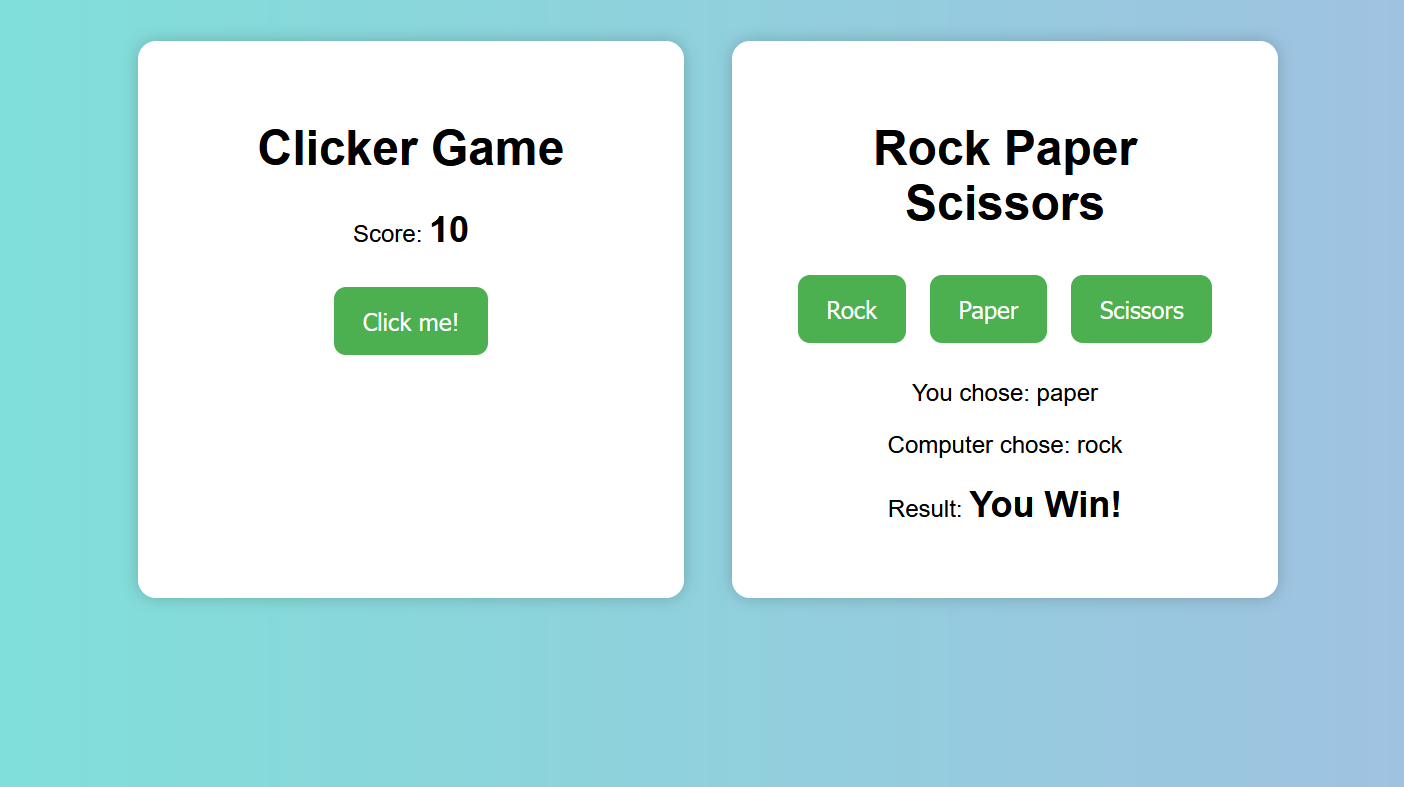 Clicker Game
Score: 10
Click me!
Rock Paper
Scissors
Rock Paper Scissors
You chose: paper
Computer chose: rock
Result: You Win!